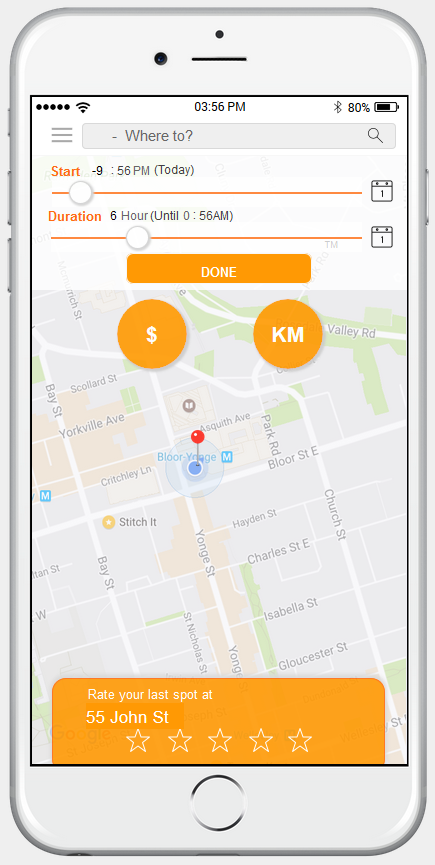 03:56 PM
80%
- Where to?
Start -9 : 56 PM (Today)
1
Duration 6 Hour (Until 0 : 56AM)
1
TM
DONE
$
KM
Valley Rd
Bay St
Scollard St
Yorkville Ave
Asquith Ave
Park Rd
Bloor-Yonge M
Bloor St E
Critchley Ln
M
Stitch It
Hayden St
Church St
Yonge St
Charles St E
Bay St
Isabella St
St Nicholas St
Gloucester St
Yonge
Rate your last spot at
55 John St